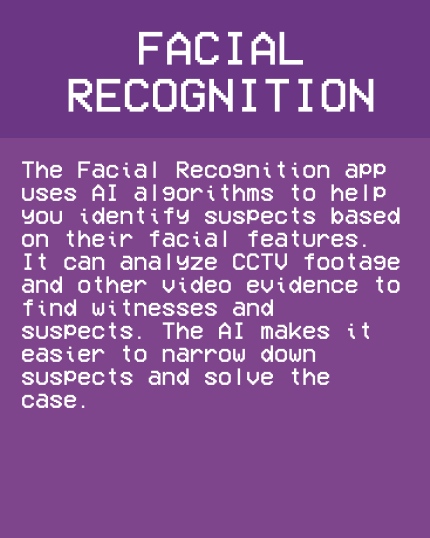 FACIAL
RECOGNITION
The Facial Recognition app
uses AI algorithms to help
you identify suspects based
on their facial features.
It can analyze CCTV footage
and other video evidence to
find witnesses and
suspects. The AI makes it
easier to narrow down
suspects and solve the
case.